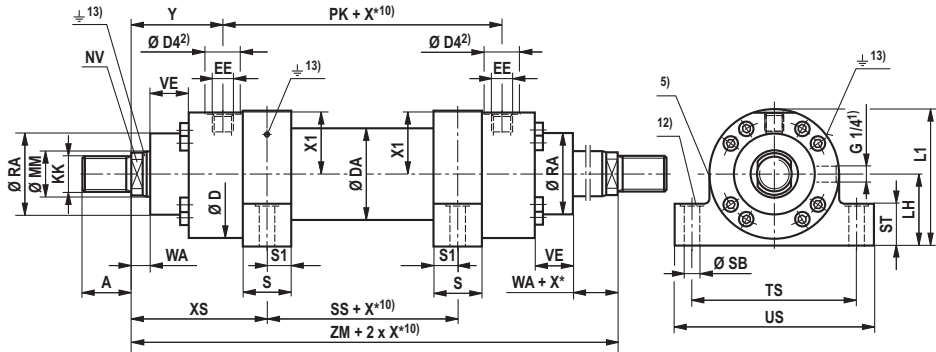 ⏚ 13)
Y
PK + X*10)
Ø D4 2)
Ø D4 2)
⏚ 13)
NV
EE
⏚ 13)
EE
VE
5)
12)
X1
X1
G 1/4 1)
L1
Ø RA
Ø MM
KK
Ø D
Ø DA
Ø RA
LH
ST
S1
S1
VE
Ø SB
WA
A
S
S
WA + X*
TS
XS
SS + X*10)
US
ZM + 2 x X*10)